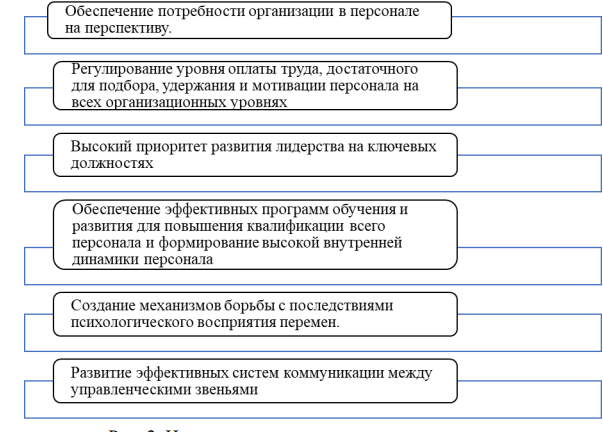 Обеспечение потребности организации в персонале
на перспективу.
Регулирование уровня оплаты труда, достаточного
для подбора, удержания и мотивации персонала на
всех организационных уровнях
Высокий приоритет развития лидерства на ключевых
должностях
Обеспечение эффективных программ обучения и
развития для повышения квалификации всего
персонала и формирование высокой внутренней
динамики персонала
Создание механизмов борьбы с последствиями
психологического восприятия перемен.
Развитие эффективных систем коммуникации между
управленческими звеньями